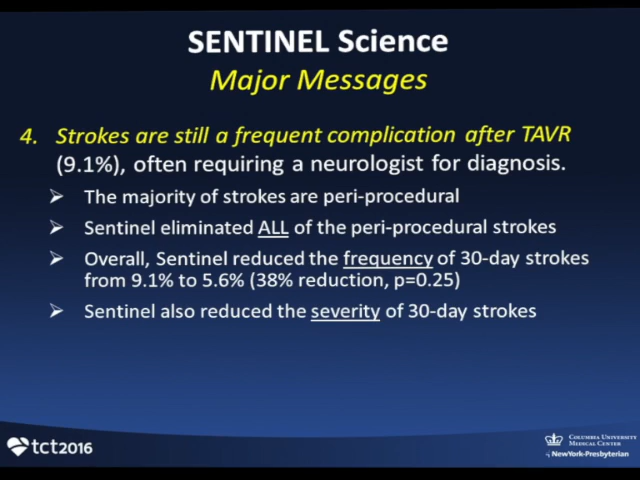 SENTINEL Science
Major Messages
4. Strokes are still a frequent complication after TAVR
(9.1%), often requiring a neurologist for diagnosis.
➢ The majority of strokes are peri-procedural
➢ Sentinel eliminated ALL of the peri-procedural strokes
➢ Overall, Sentinel reduced the frequency of 30-day strokes
from 9.1% to 5.6% (38% reduction, p=0.25)
➢ Sentinel also reduced the severity of 30-day strokes
tct2016
COLUMBIA UNIVERSITY
MEDICAL CENTER
NewYork-Presbyterian